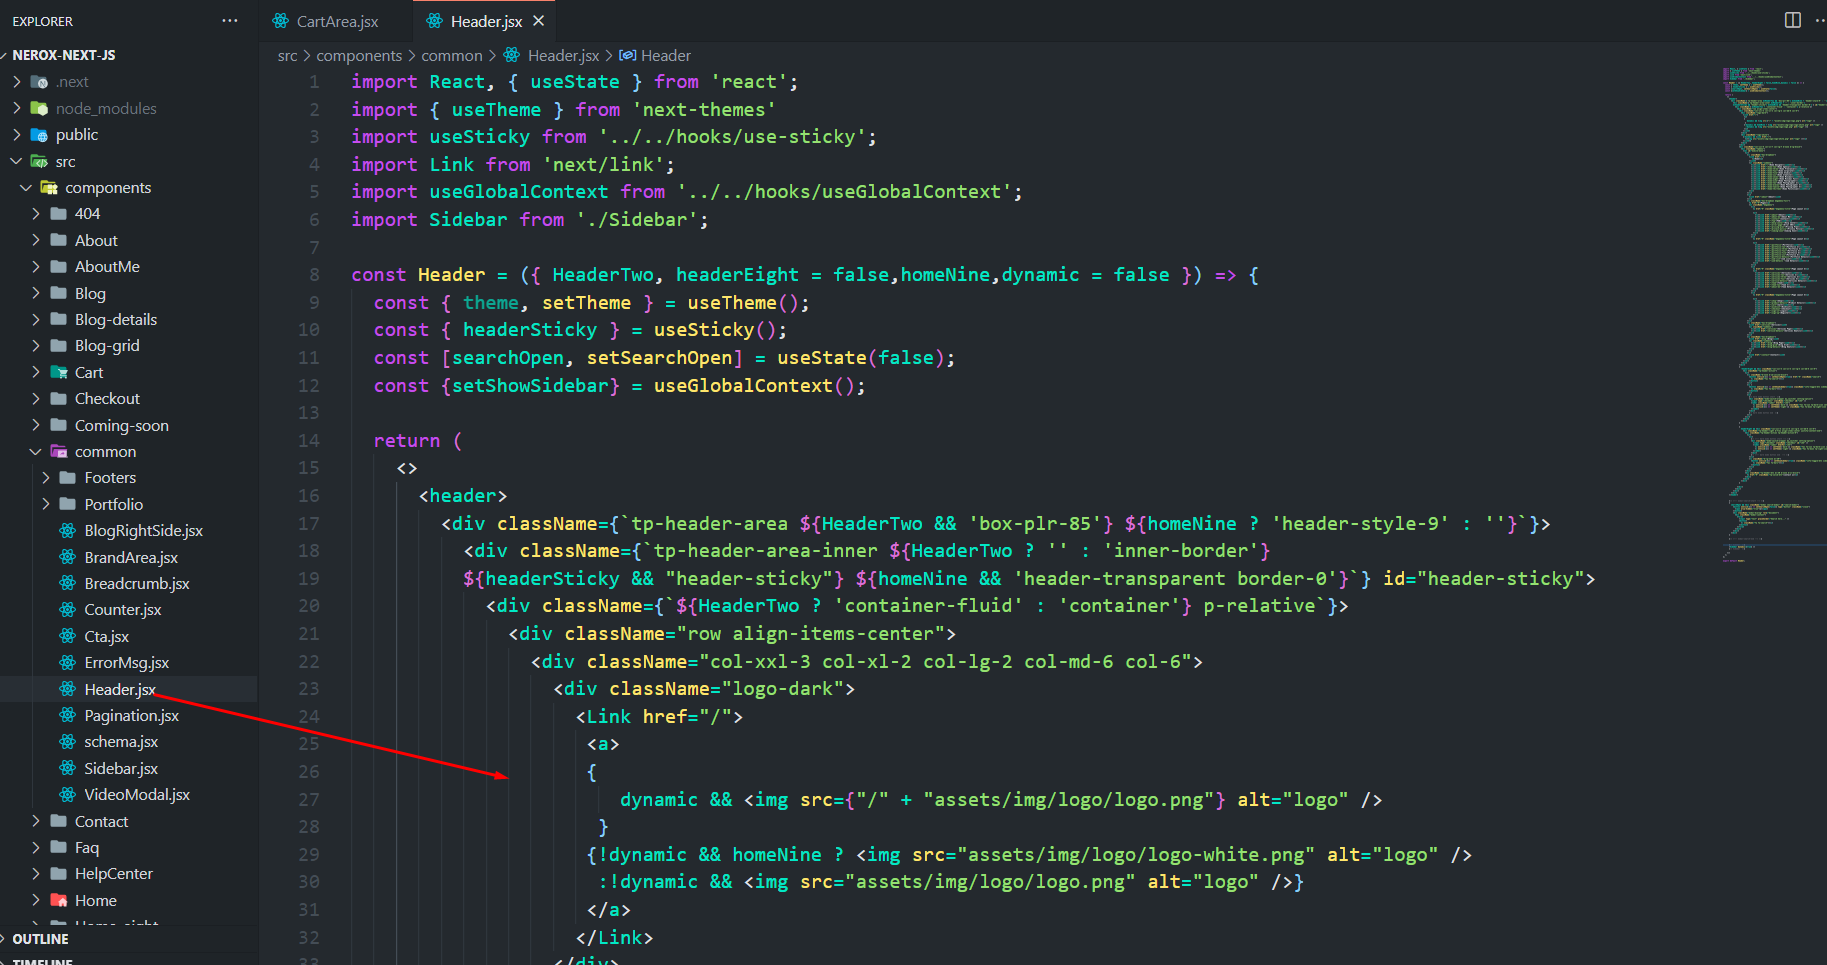 EXPLORER
NEROX-NEXT-JS
.next
node_modules
public
src
components
404
About
AboutMe
Blog
Blog-details
Blog-grid
Cart
Checkout
Coming-soon
common
Footers
Portfolio
BlogRightSide.jsx
BrandArea.jsx
Breadcrumb.jsx
Counter.jsx
Cta.jsx
ErrorMsg.jsx
Header.jsx
Pagination.jsx
schema.jsx
Sidebar.jsx
VideoModal.jsx
Contact
Faq
HelpCenter
Home
Home-eight
OUTLINE
TIMELINE
CartArea.jsx
Header.jsx
src > components > common > Header.jsx > Header
1 import React, { useState } from 'react';
2 import { useTheme } from 'next-themes'
3 import useSticky from '../../hooks/use-sticky';
4 import Link from 'next/link';
5 import useGlobalContext from '../../hooks/useGlobalContext';
6 import Sidebar from './Sidebar';
7
8 const Header = ({ HeaderTwo, headerEight = false,homeNine,dynamic = false }) => {
9 const { theme, setTheme } = useTheme();
10 const { headerSticky } = useSticky();
11 const [searchOpen, setSearchOpen] = useState(false);
12 const {setShowSidebar} = useGlobalContext();
13
14 return (
15 <>
16 <header>
17 <div className={`tp-header-area ${HeaderTwo && 'box-plr-85'} ${homeNine ? 'header-style-9' : ''}`}>
18 <div className={`tp-header-area-inner ${HeaderTwo ? '' : 'inner-border'}
19 ${headerSticky && "header-sticky"} ${homeNine && 'header-transparent border-0'}`} id="header-sticky">
20 <div className={`${HeaderTwo ? 'container-fluid' : 'container'} p-relative`}>
21 <div className="row align-items-center">
22 <div className="col-xxl-3 col-xl-2 col-lg-2 col-md-6 col-6">
23 <div className="logo-dark">
24 <Link href="/">
25 <a>
26 {
27 dynamic && <img src={"/" + "assets/img/logo/logo.png"} alt="logo" />
28 }
29 {!dynamic && homeNine ? <img src="assets/img/logo/logo-white.png" alt="logo" />
30 :!dynamic && <img src="assets/img/logo/logo.png" alt="logo" />}
31 </a>
32 </Link>
33 </div>